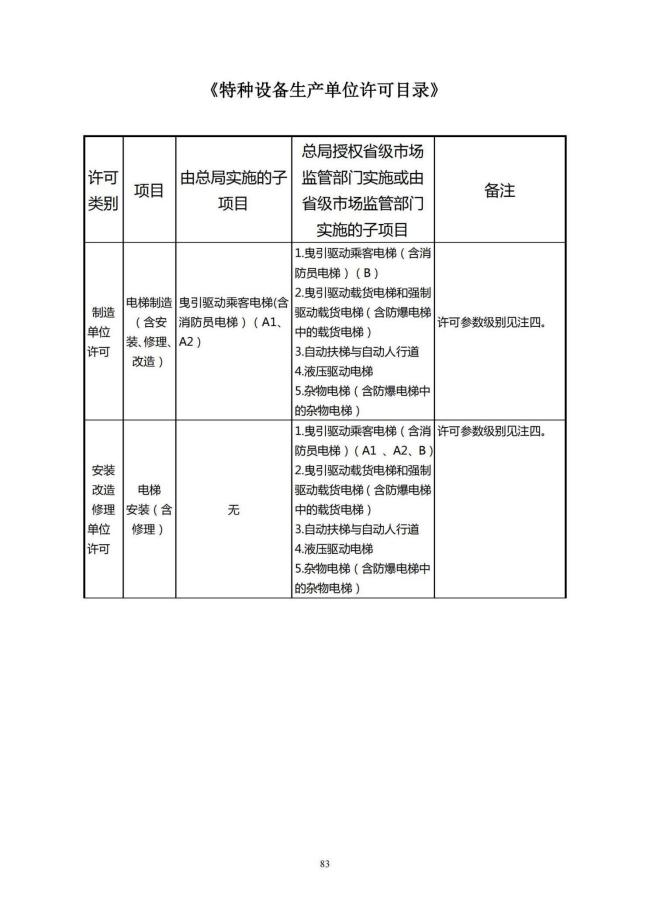 《特种设备生产单位许可目录》
许可
类别
项目
由总局实施的子
项目
总局授权省级市场
监管部门实施或由
省级市场监管部门
实施的子项目
备注
制造
单位
许可
电梯制造
（含安
装、修理、
改造）
曳引驱动乘客电梯(含
消防员电梯)（A1、
A2）
1.曳引驱动乘客电梯（含消
防员电梯）（B）
2.曳引驱动载货电梯和强制
驱动载货电梯（含防爆电梯
中的载货电梯）
3.自动扶梯与自动人行道
4.液压驱动电梯
5.杂物电梯（含防爆电梯中
的杂物电梯）
许可参数级别见注四。
安装
改造
修理
单位
许可
电梯
安装（含
修理）
无
1.曳引驱动乘客电梯（含消
防员电梯）（A1 、A2、B）
2.曳引驱动载货电梯和强制
驱动载货电梯（含防爆电梯
中的载货电梯）
3.自动扶梯与自动人行道
4.液压驱动电梯
5.杂物电梯（含防爆电梯中
的杂物电梯）
许可参数级别见注四。
83